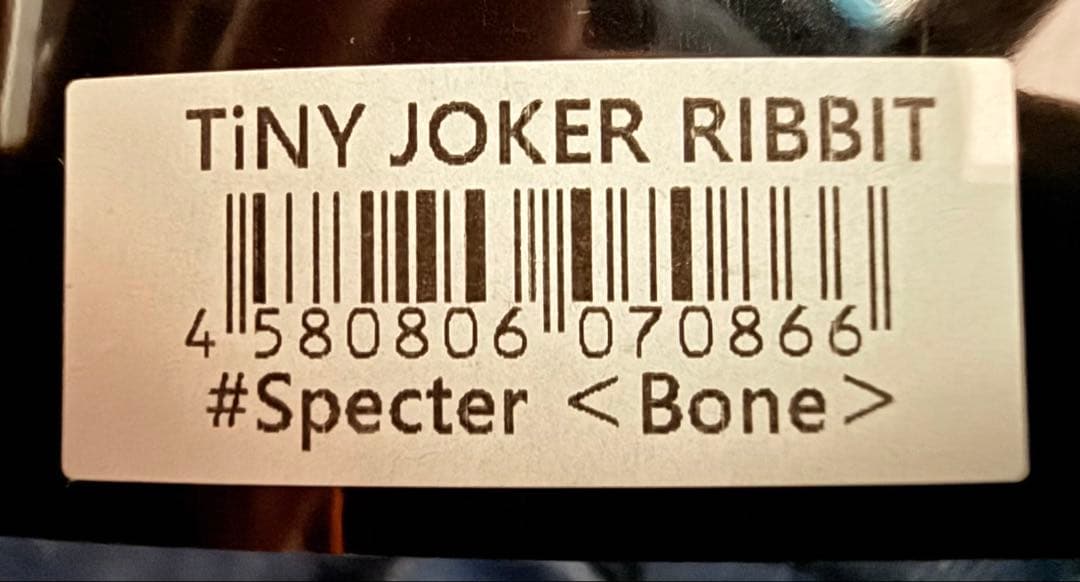 TiNY JOKER RIBBIT
4 580806 070866
#Specter <Bone>